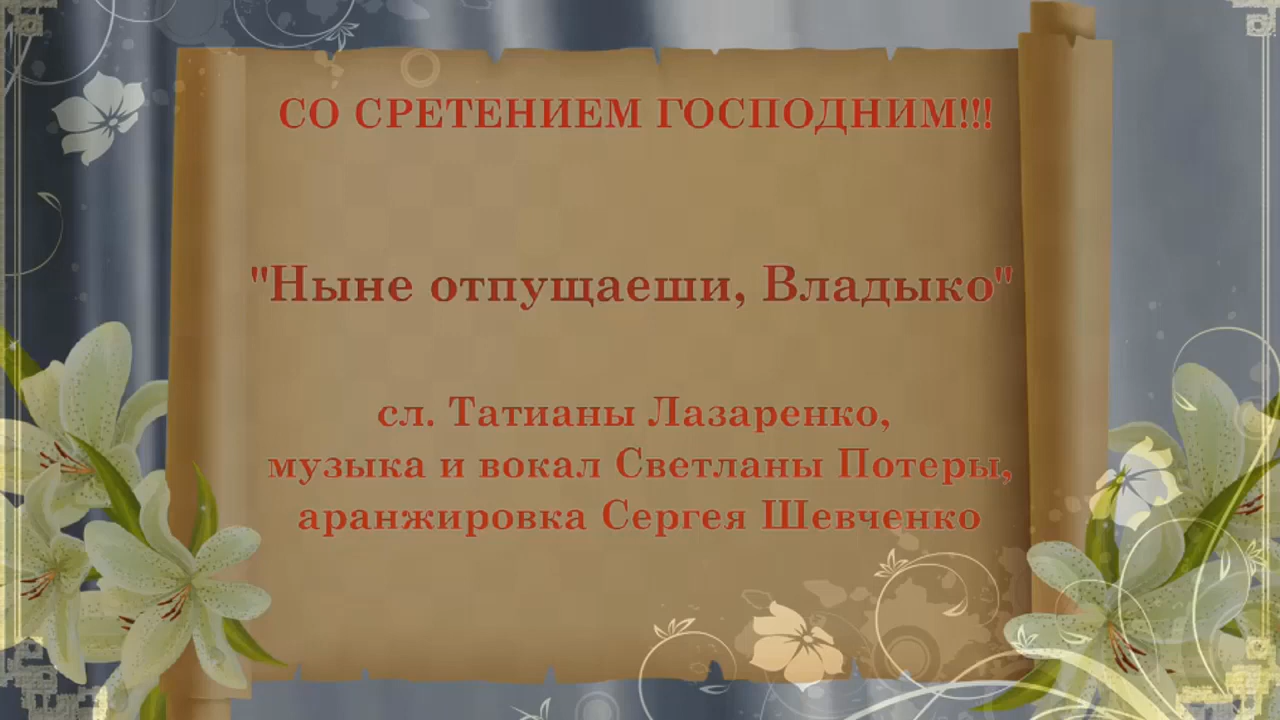 СО СРЕТЕНИЕМ ГОСПОДНИМ!!!
"Ныне отпущаеши, Владыко"
сл. Татианы Лазаренко,
музыка и вокал Светланы Потеры,
аранжировка Сергея Шевченко